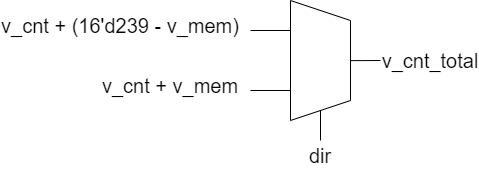 v_cnt + (16'd239 - v_mem)
v_cnt_total
v_cnt + v_mem
dir